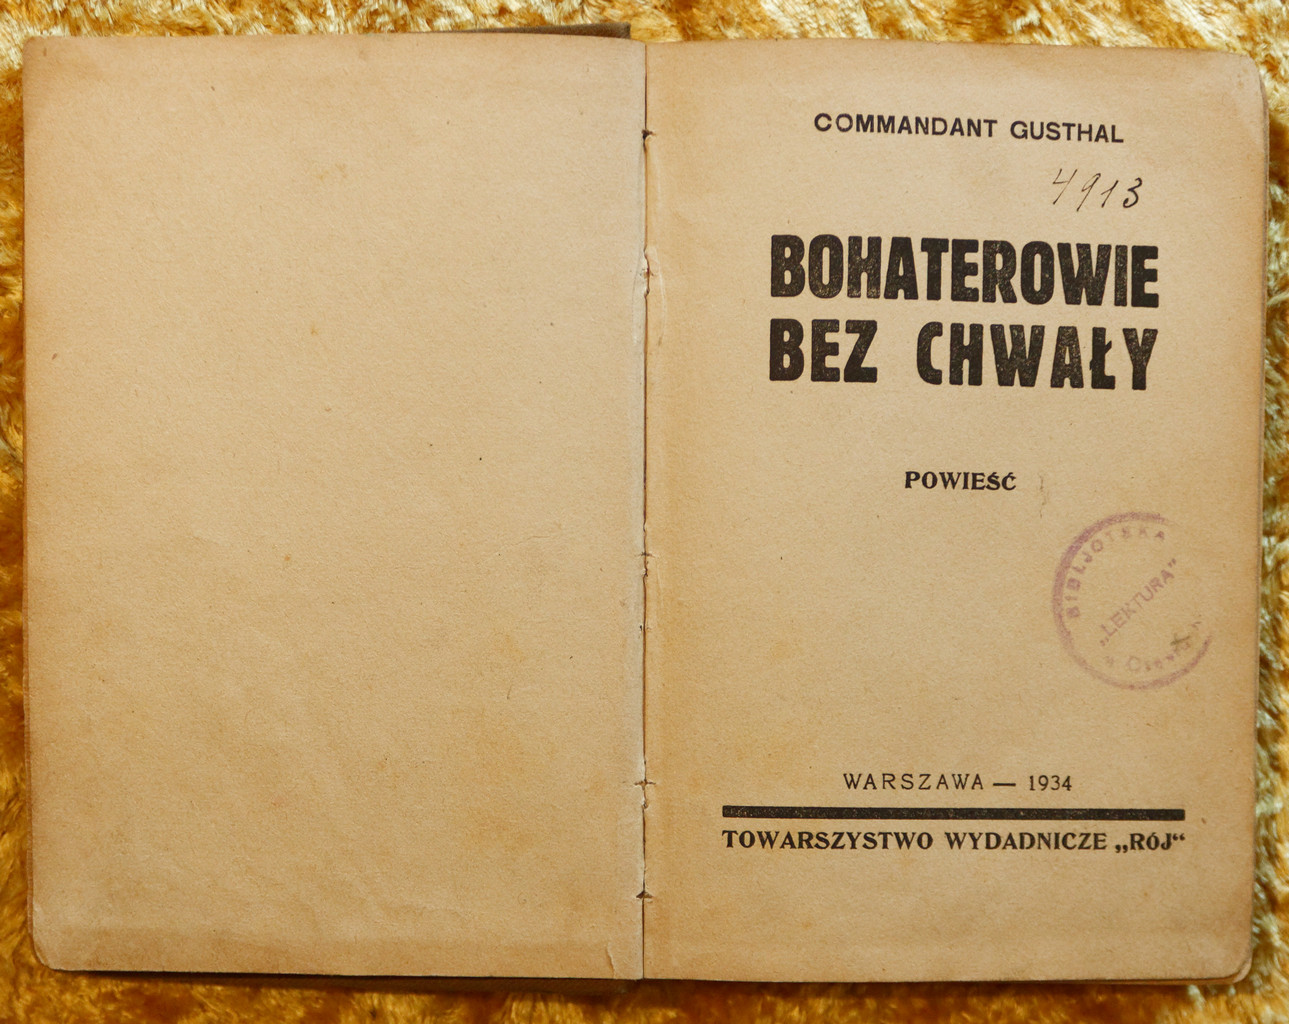 COMMANDANT GUSTHAL
4913
BOHATEROWIE
BEZ CHWAŁY
POWIEŚĆ
BIBLJOTEKA
„LEKTURA”
WARSZAWA — 1934
TOWARSZYSTWO WYDADNICZE „RÓJ“